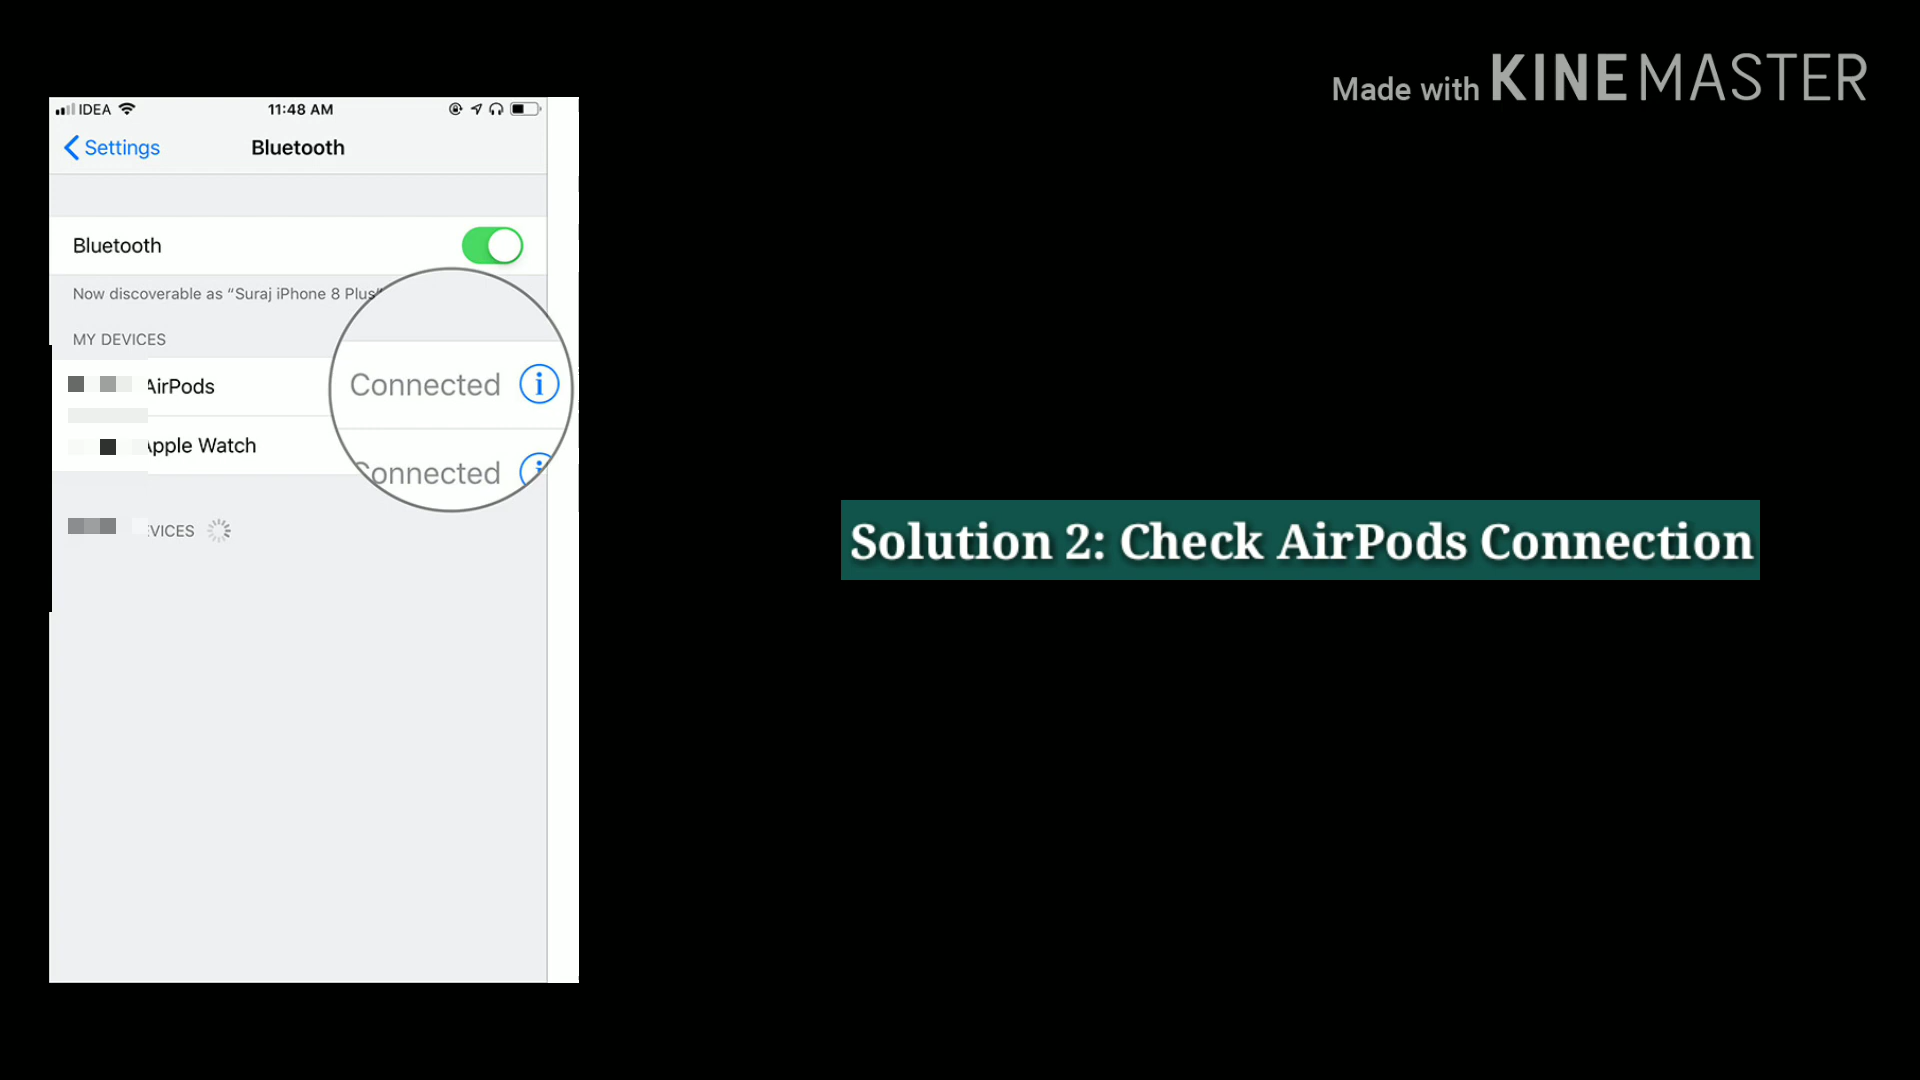 Made with KINEMASTER
IDEA 11:48 AM
Settings Bluetooth
Bluetooth
Now discoverable as “Suraj iPhone 8 Plus”
MY DEVICES
AirPods Connected i
Apple Watch Connected i
EVICES
Solution 2: Check AirPods Connection